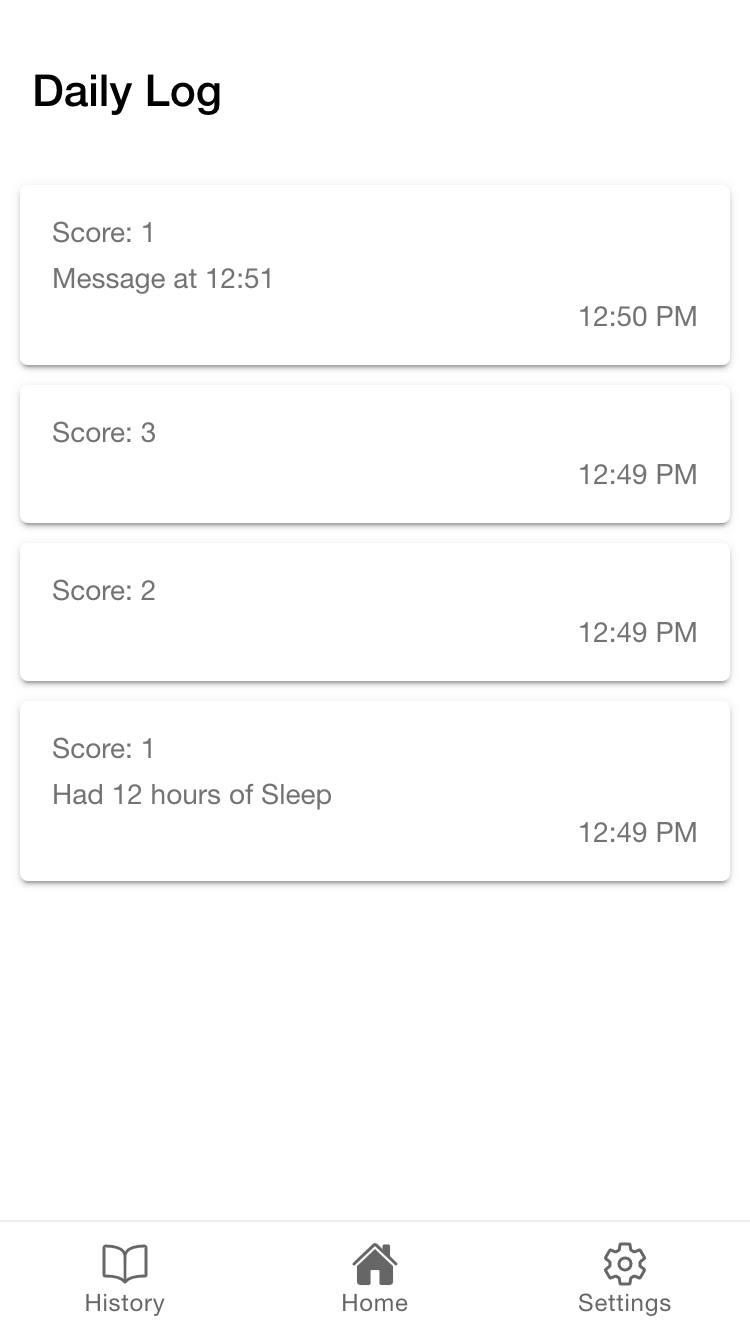 Daily Log
Score: 1
Message at 12:51
12:50 PM
Score: 3
12:49 PM
Score: 2
12:49 PM
Score: 1
Had 12 hours of Sleep
12:49 PM
History
Home
Settings